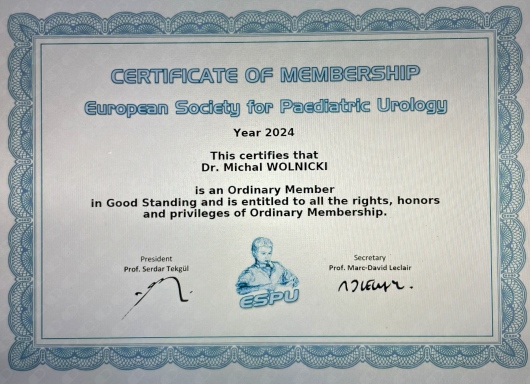 CERTIFICATE OF MEMBERSHIP
European Society for Paediatric Urology
Year 2024
This certifies that
Dr. Michal WOLNICKI
is an Ordinary Member
in Good Standing and is entitled to all the rights, honors
and privileges of Ordinary Membership.
President
Prof. Serdar Tekgül
Secretary
Prof. Marc-David Leclair
ESPU